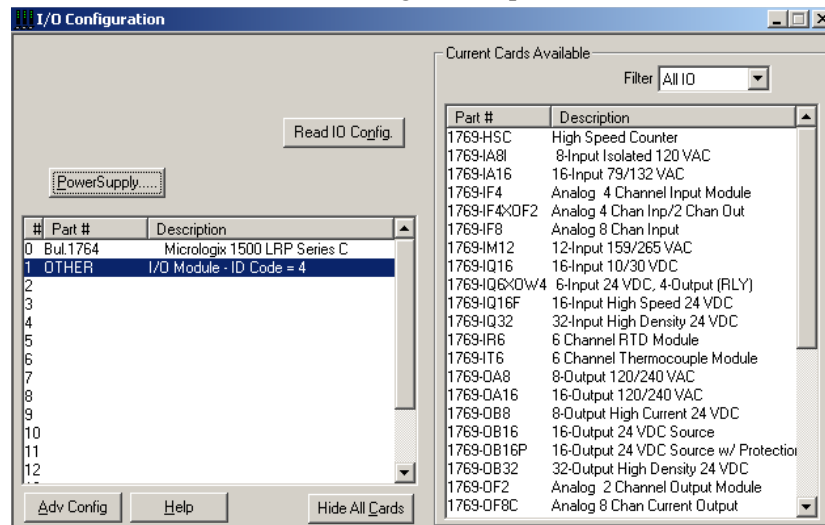 I/O Configuration
Current Cards Available
Filter All IO
Read IO Config.
PowerSupply.....
# Part # Description
0 Bul.1764 Micrologix 1500 LRP Series C
1 OTHER I/O Module - ID Code = 4
2
3
4
5
6
7
8
9
10
11
12
Adv Config Help Hide All Cards
Part # Description
1769-HSC High Speed Counter
1769-IA8I 8-Input Isolated 120 VAC
1769-IA16 16-Input 79/132 VAC
1769-IF4 Analog 4 Channel Input Module
1769-IF4XOF2 Analog 4 Chan Inp/2 Chan Out
1769-IF8 Analog 8 Chan Input
1769-IM12 12-Input 159/265 VAC
1769-IQ16 16-Input 10/30 VDC
1769-IQ6XOW4 6-Input 24 VDC, 4-Output (RLY)
1769-IQ16F 16-Input High Speed 24 VDC
1769-IQ32 32-Input High Density 24 VDC
1769-IR6 6 Channel RTD Module
1769-IT6 6 Channel Thermocouple Module
1769-OA8 8-Output 120/240 VAC
1769-OA16 16-Output 120/240 VAC
1769-OB8 8-Output High Current 24 VDC
1769-OB16 16-Output 24 VDC Source
1769-OB16P 16-Output 24 VDC Source w/ Protection
1769-OB32 32-Output High Density 24 VDC
1769-OF2 Analog 2 Channel Output Module
1769-OF8C Analog 8 Chan Current Output